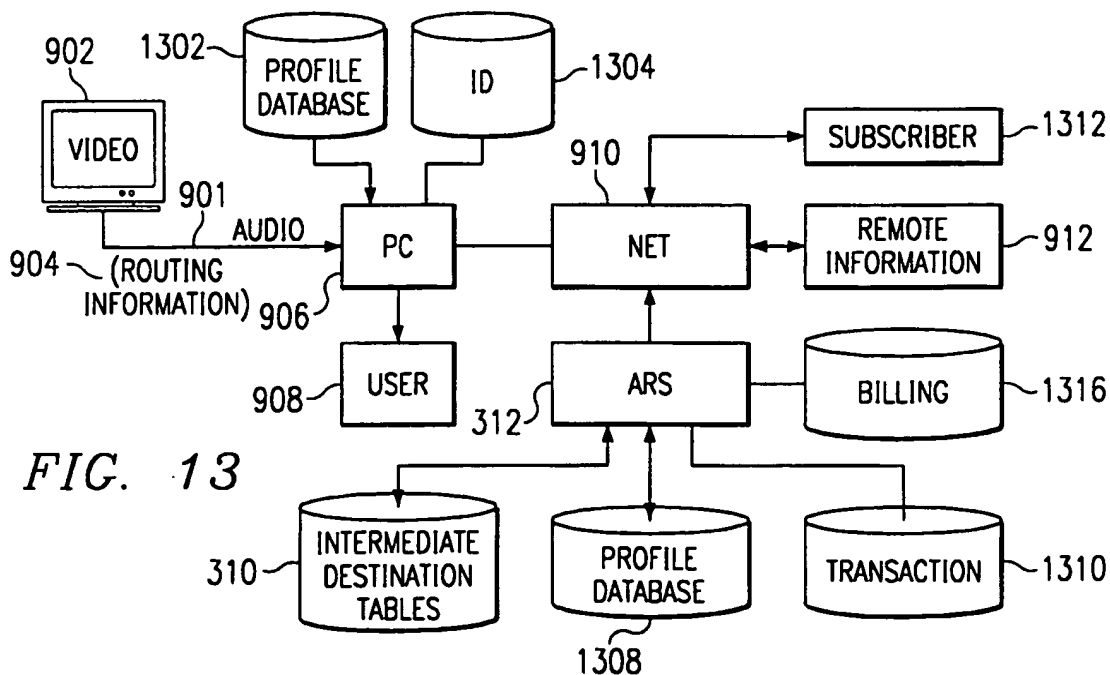 902
1302
PROFILE
DATABASE
ID
1304
VIDEO
910
SUBSCRIBER
1312
901
AUDIO
PC
NET
REMOTE
INFORMATION
912
904
(ROUTING
INFORMATION)
906
USER
908
ARS
312
BILLING
1316
FIG. 13
INTERMEDIATE
DESTINATION
TABLES
310
PROFILE
DATABASE
1308
TRANSACTION
1310